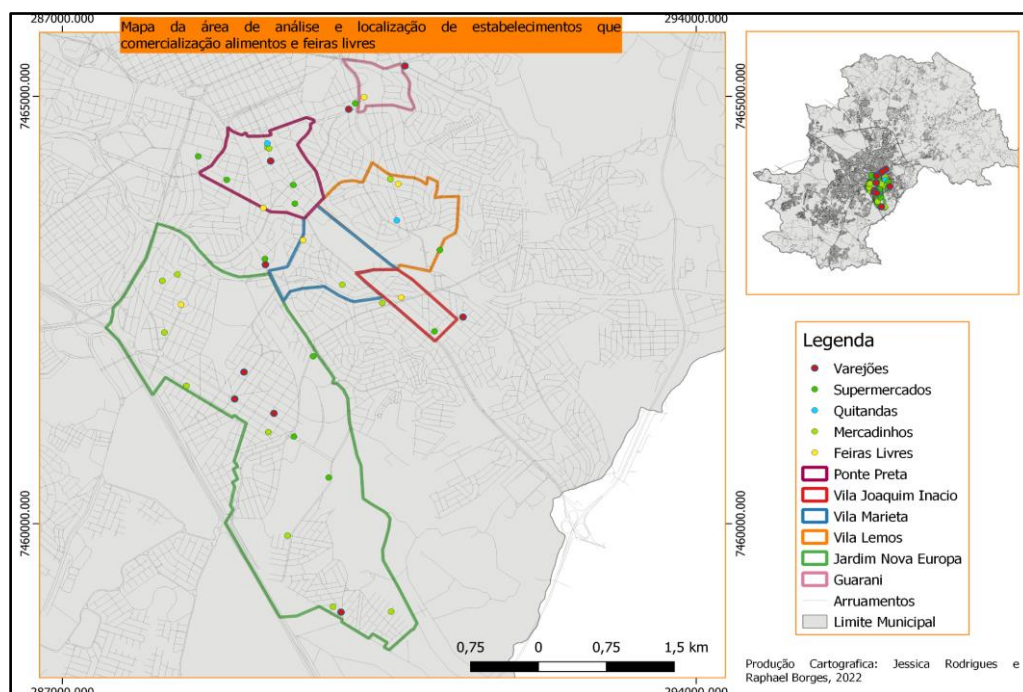 287000.000
294000.000
Mapa da área de análise e localização de estabelecimentos que
comercialização alimentos e feiras livres
7465000.000
7465000.000
7460000.000
7460000.000
Legenda
Varejões
Supermercados
Quitandas
Mercadinhos
Feiras Livres
Ponte Preta
Vila Joaquim Inacio
Vila Marieta
Vila Lemos
Jardim Nova Europa
Guarani
Arruamentos
Limite Municipal
0,75 0 0,75 1.5 km
Produção Cartografica: Jessica Rodrigues e
Raphael Borges, 2022
287000.000
294000.000